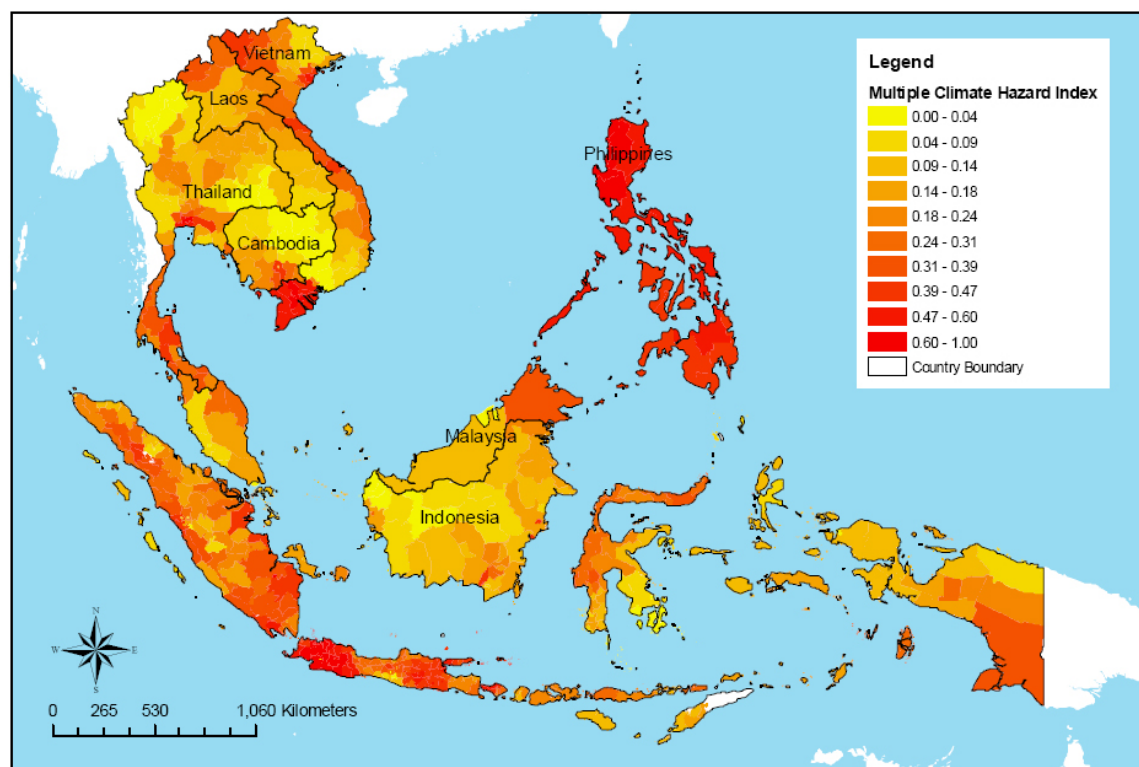 Vietnam
Laos
Thailand
Cambodia
Philippines
Malaysia
Indonesia
Legend
Multiple Climate Hazard Index
0.00 - 0.04
0.04 - 0.09
0.09 - 0.14
0.14 - 0.18
0.18 - 0.24
0.24 - 0.31
0.31 - 0.39
0.39 - 0.47
0.47 - 0.60
0.60 - 1.00
Country Boundary
N
W E
S
0 265 530 1,060 Kilometers